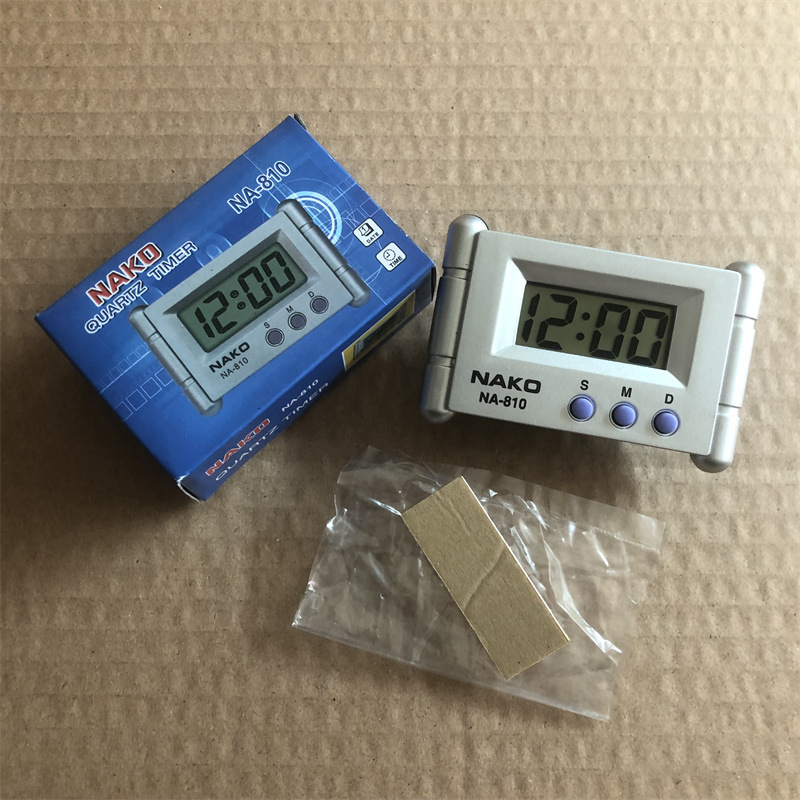 NAKO
QUARTZ TIMER
NA-810
DATE
TIME
12:00
S M D
NAKO
NA-810
NAKO NA-810
QUARTZ TIMER
12:00
NAKO
NA-810
S M D